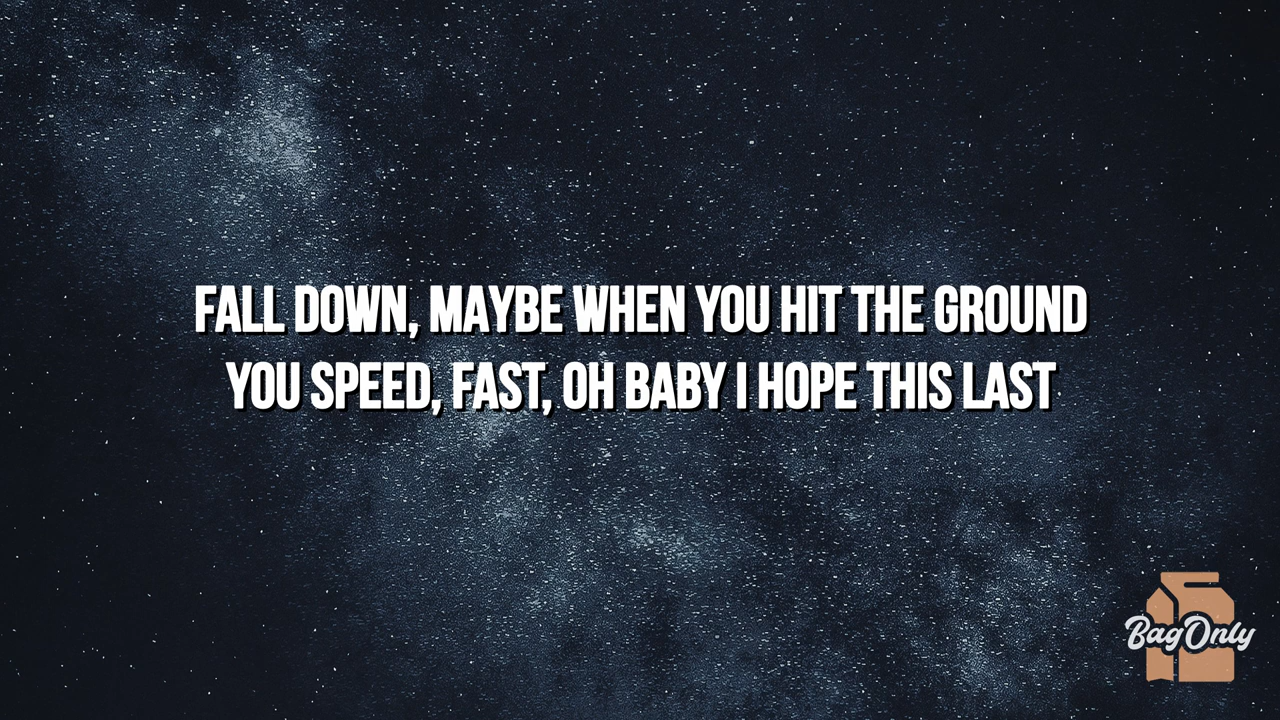 FALL DOWN, MAYBE WHEN YOU HIT THE GROUND
YOU SPEED, FAST, OH BABY I HOPE THIS LAST
BagOnly